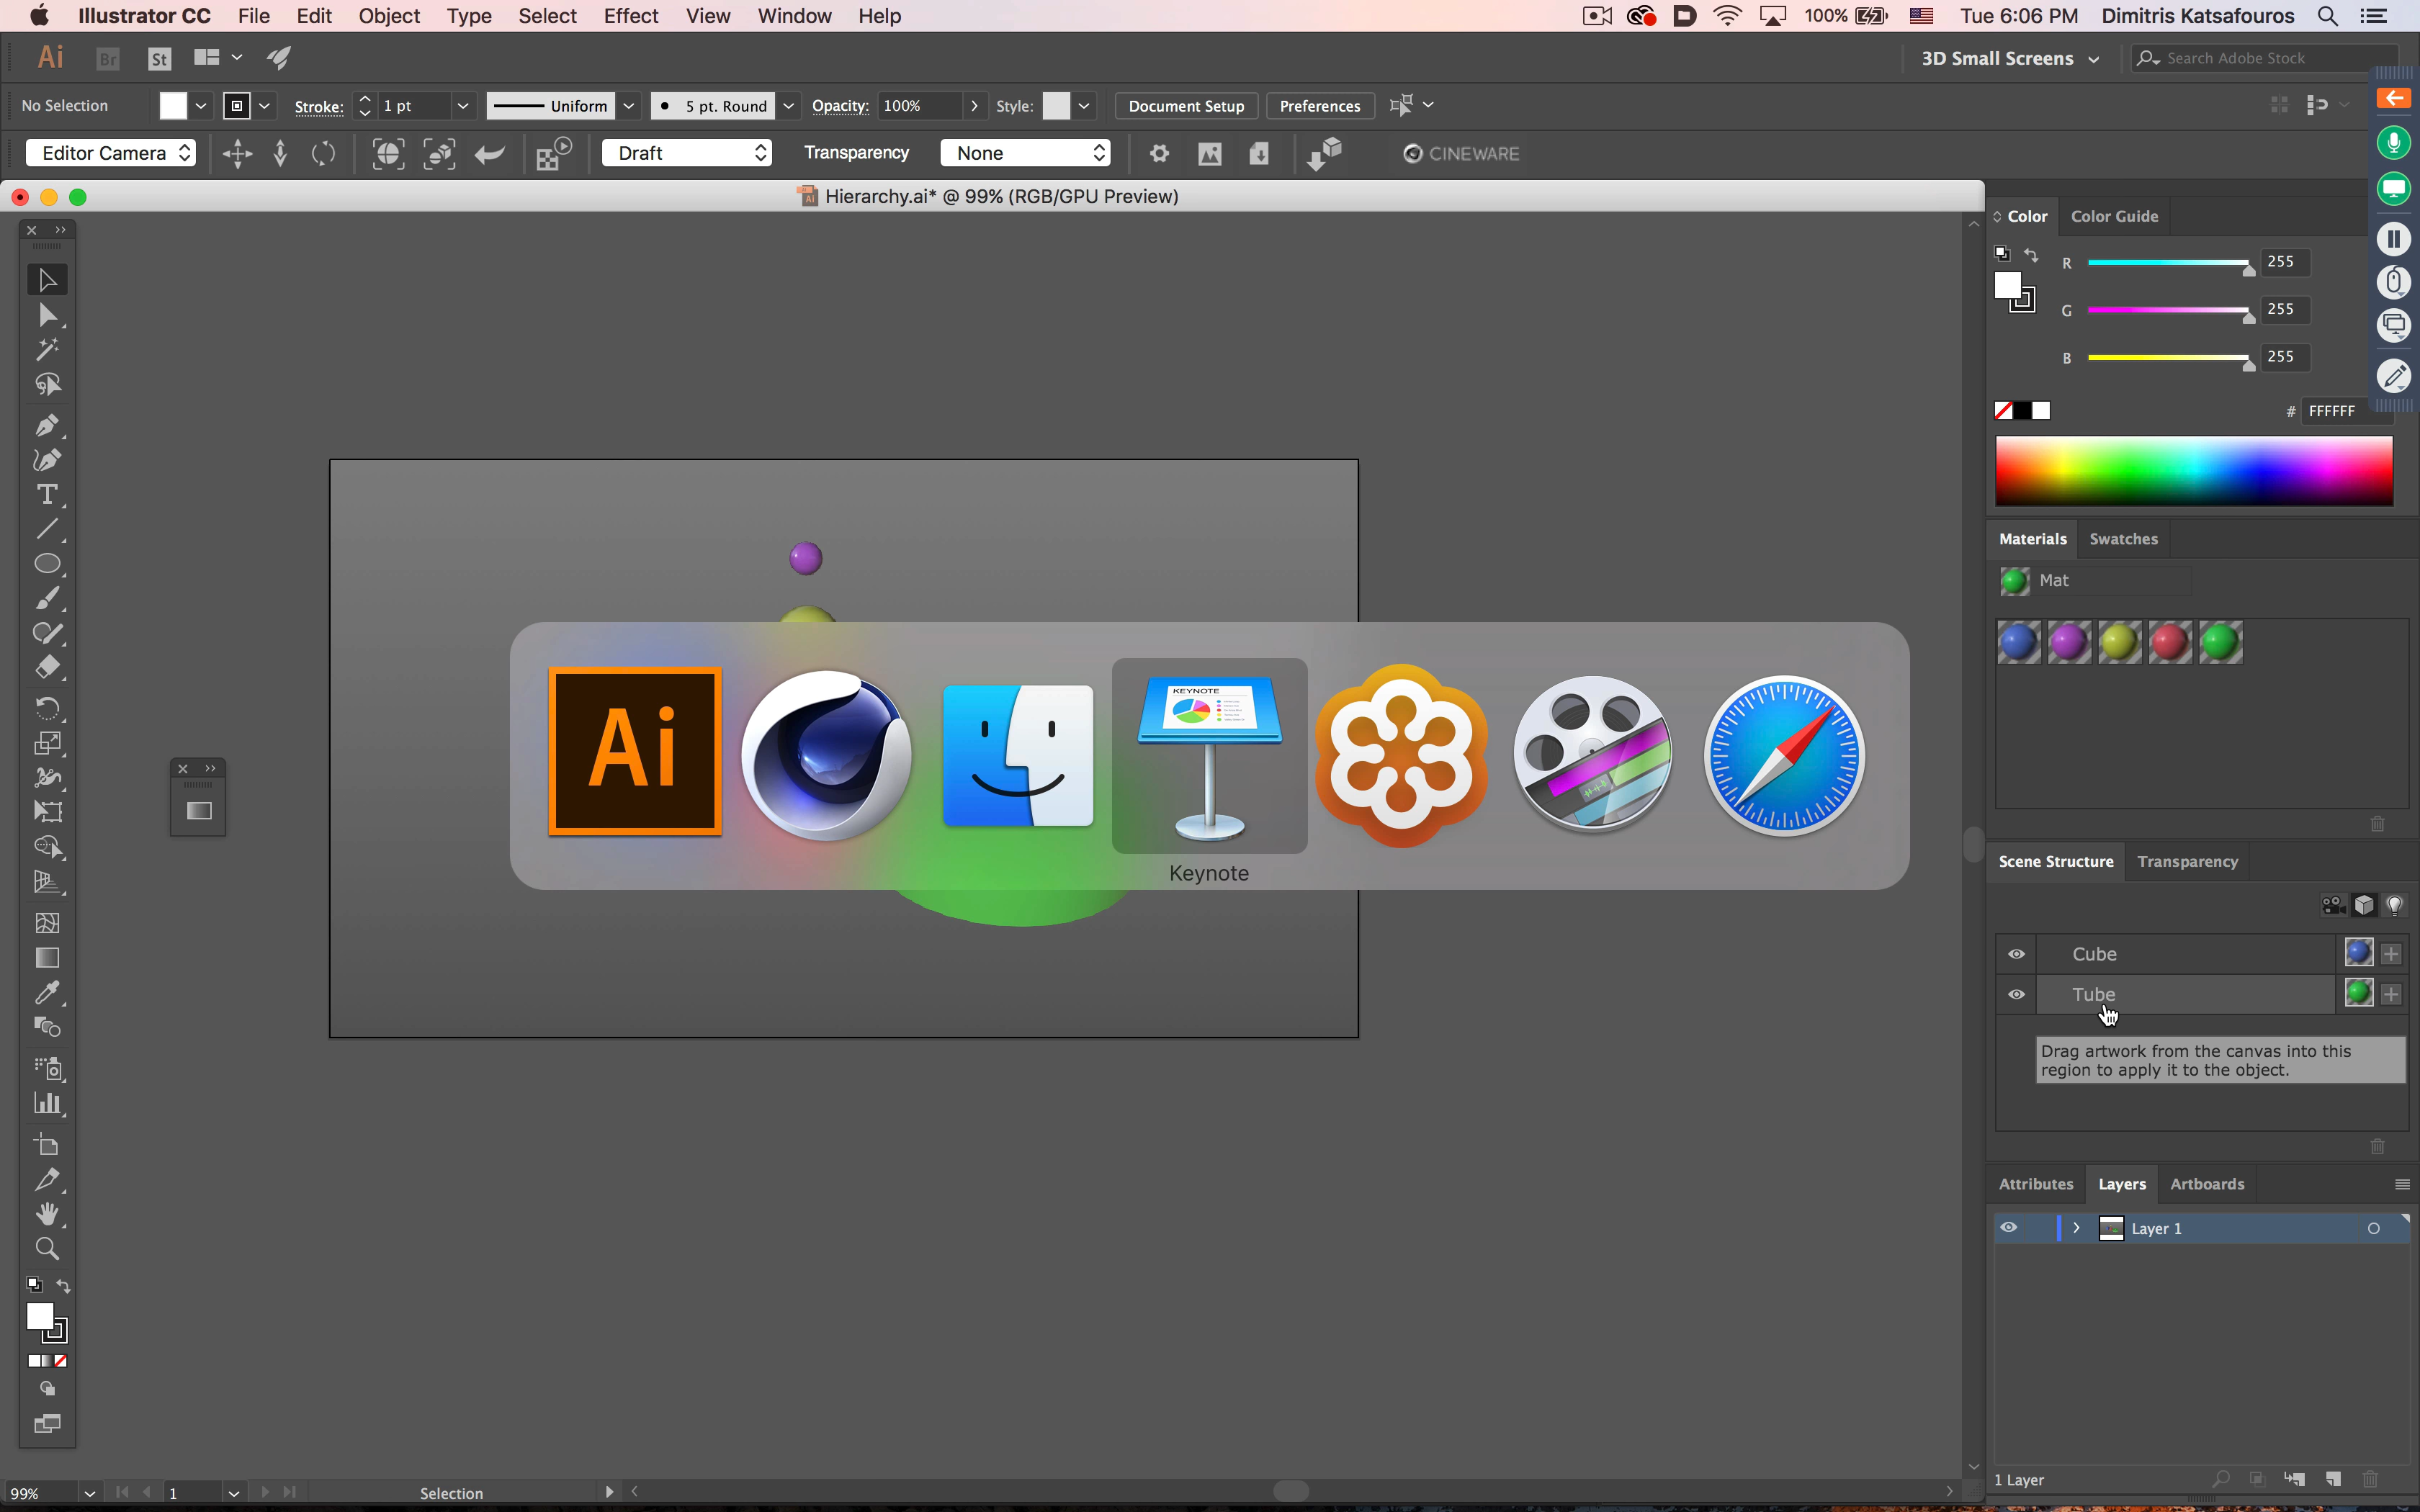 Illustrator CC File Edit Object Type Select Effect View Window Help 100% Tue 6:06 PM Dimitris Katsafouros
Ai Br St 3D Small Screens Search Adobe Stock
No Selection Stroke: 1 pt Uniform 5 pt. Round Opacity: 100% Style: Document Setup Preferences
Editor Camera Draft Transparency None CINEWARE
Hierarchy.ai* @ 99% (RGB/GPU Preview)
Color Color Guide
R 255
G 255
B 255
# FFFFFF
Materials Swatches
Mat
KEYNOTE
Ai
Keynote
Scene Structure Transparency
Cube
Tube
Drag artwork from the canvas into this
region to apply it to the object.
Attributes Layers Artboards
Layer 1
1 Layer
99% 1 Selection